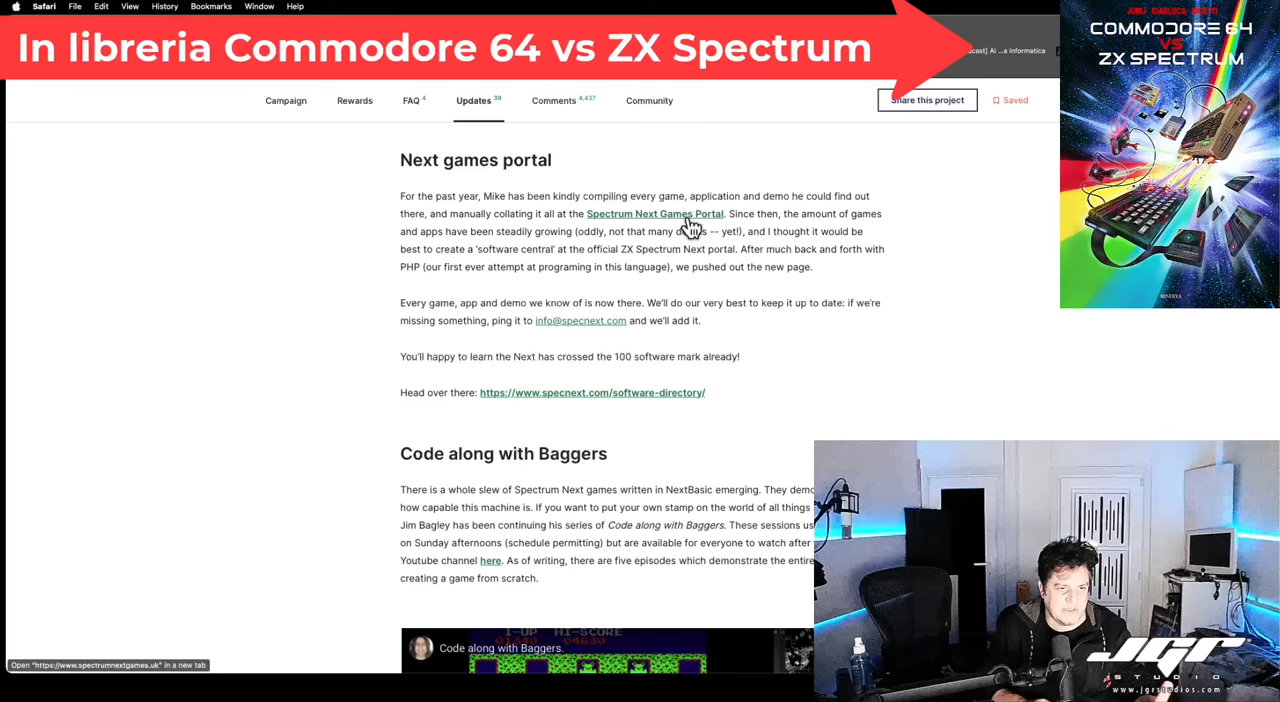 Safari File Edit View History Bookmarks Window Help
In libreria Commodore 64 vs ZX Spectrum
cast] AI ...a Informatica
COMMODORE 64
VS
ZX SPECTRUM
MINERVA
Campaign Rewards FAQ 4 Updates 39 Comments 4,437 Community
Share this project Saved
Next games portal
For the past year, Mike has been kindly compiling every game, application and demo he could find out
there, and manually collating it all at the Spectrum Next Games Portal. Since then, the amount of games
and apps have been steadily growing (oddly, not that many -- yet!), and I thought it would be
best to create a 'software central' at the official ZX Spectrum Next portal. After much back and forth with
PHP (our first ever attempt at programing in this language), we pushed out the new page.
Every game, app and demo we know of is now there. We'll do our very best to keep it up to date: if we're
missing something, ping it to info@specnext.com and we'll add it.
You'll happy to learn the Next has crossed the 100 software mark already!
Head over there: https://www.specnext.com/software-directory/
Code along with Baggers
There is a whole slew of Spectrum Next games written in NextBasic emerging. They demo
how capable this machine is. If you want to put your own stamp on the world of all things
Jim Bagley has been continuing his series of Code along with Baggers. These sessions us
on Sunday afternoons (schedule permitting) but are available for everyone to watch after
Youtube channel here. As of writing, there are five episodes which demonstrate the entire
creating a game from scratch.
I-UP HI-SCORE
01340 04630
Code along with Baggers.
Open "https://www.spectrumnextgames.uk" in a new tab
JGR
STUDIO
www.jgrstudios.com